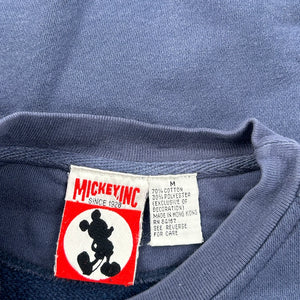 MICKEY,INC
SINCE 1928
M
70% COTTON
30% POLYESTER
(EXCLUSIVE OF
DECORATION)
MADE IN HONG KONG
RN 84162
SEE REVERSE
FOR CARE